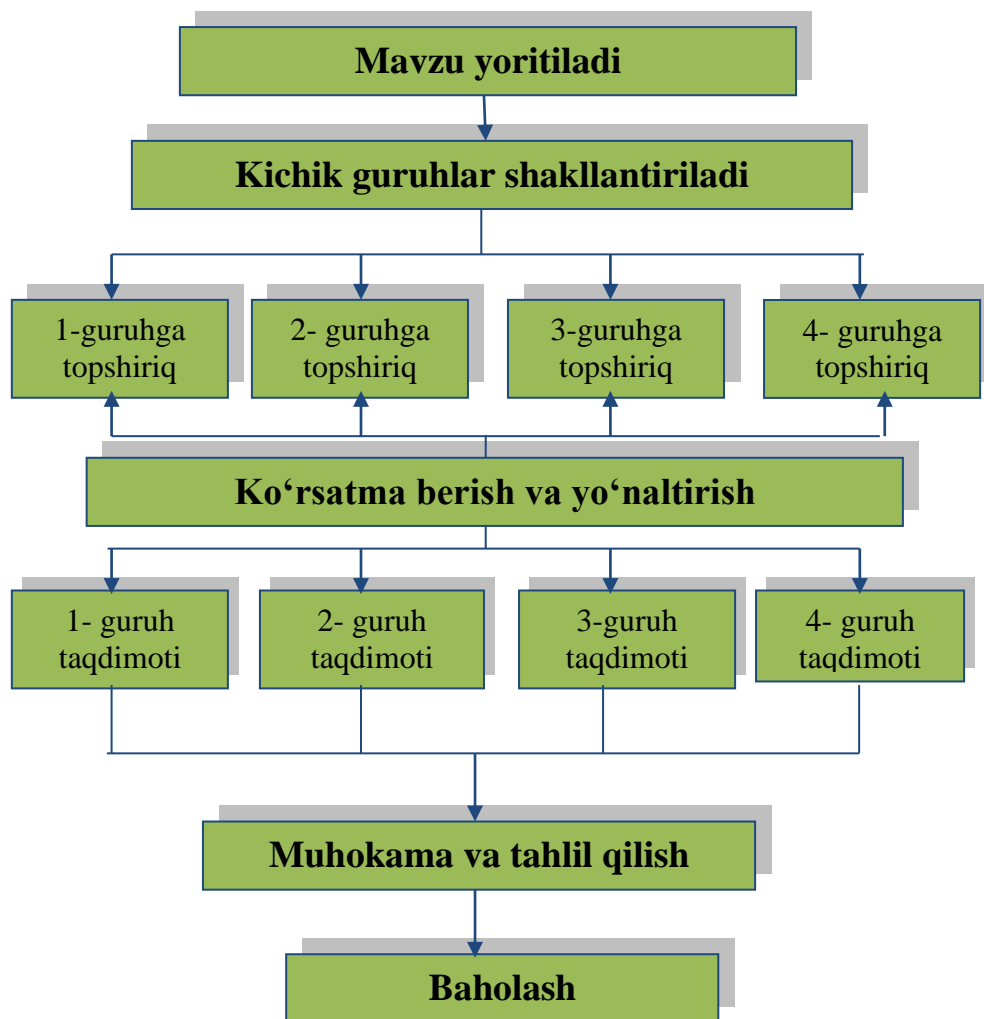 Mavzu yoritiladi
Kichik guruhlar shakllantiriladi
1-guruhga
topshiriq
2- guruhga
topshiriq
3-guruhga
topshiriq
4- guruhga
topshiriq
Ko‘rsatma berish va yo‘naltirish
1- guruh
taqdimoti
2- guruh
taqdimoti
3-guruh
taqdimoti
4- guruh
taqdimoti
Muhokama va tahlil qilish
Baholash